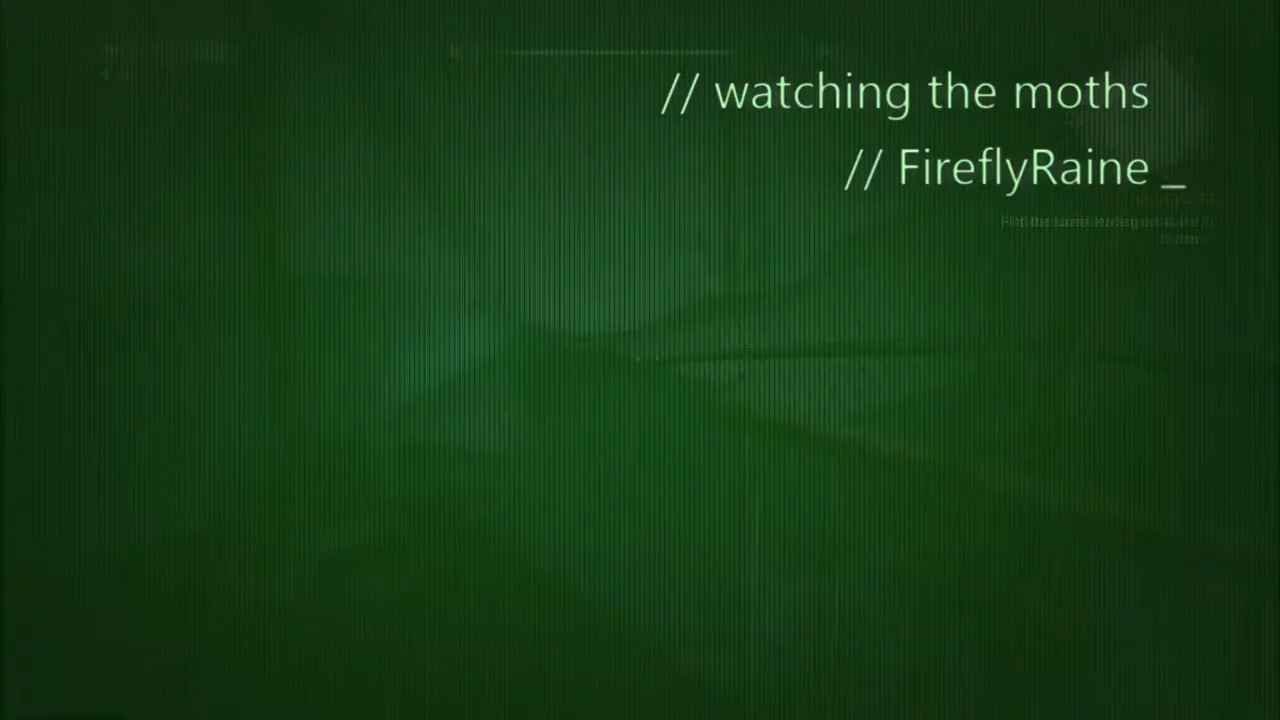 // watching the moths
// FireflyRaine _